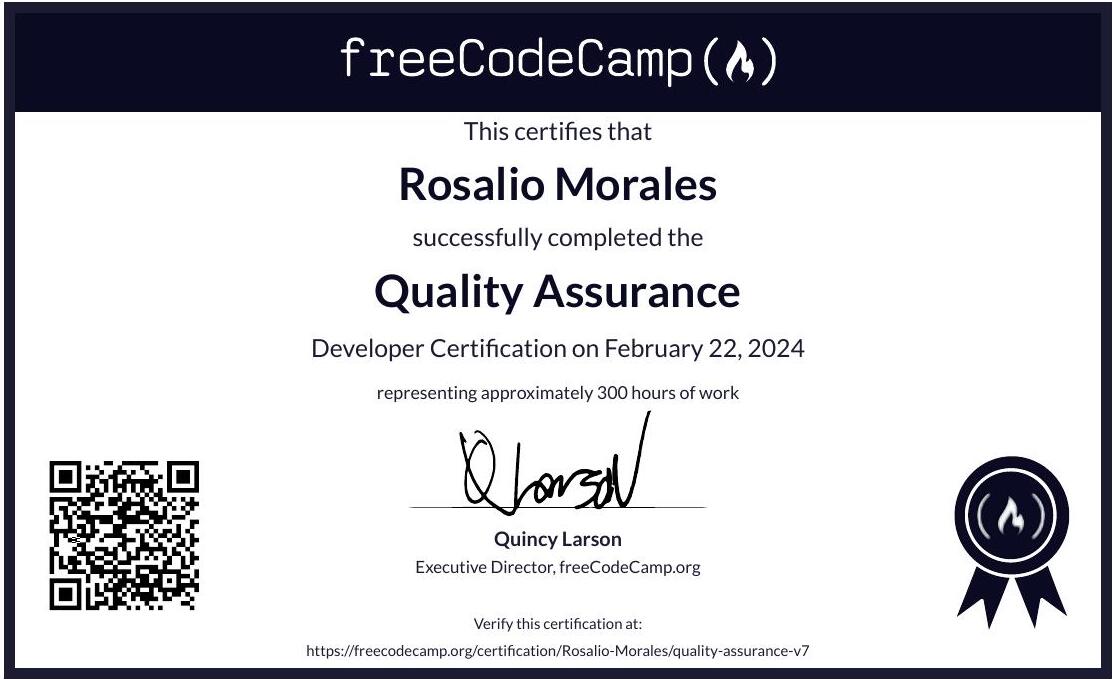 freeCodeCamp
This certifies that
Rosalio Morales
successfully completed the
Quality Assurance
Developer Certification on February 22, 2024
representing approximately 300 hours of work
Q Larson
Quincy Larson
Executive Director, freeCodeCamp.org
Verify this certification at:
https://freecodecamp.org/certification/Rosalio-Morales/quality-assurance-v7